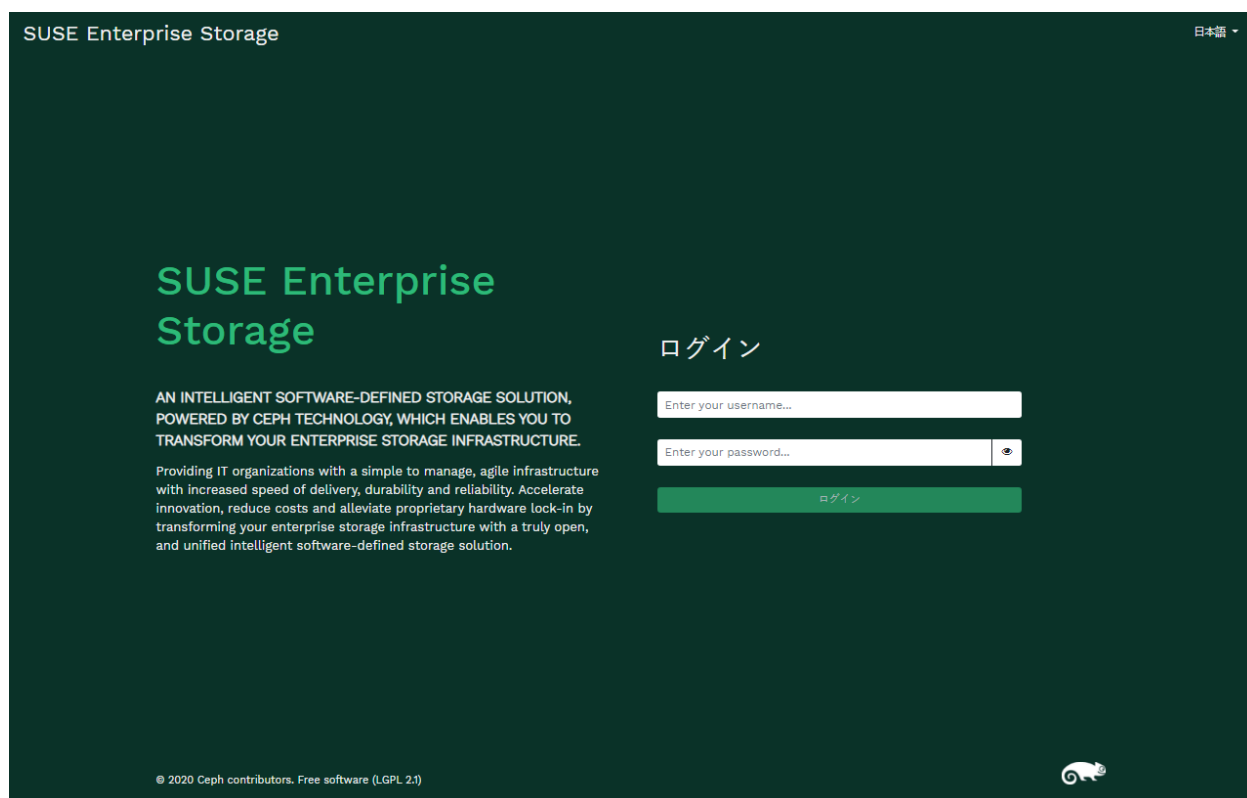 SUSE Enterprise Storage
日本語
SUSE Enterprise
Storage
AN INTELLIGENT SOFTWARE-DEFINED STORAGE SOLUTION,
POWERED BY CEPH TECHNOLOGY, WHICH ENABLES YOU TO
TRANSFORM YOUR ENTERPRISE STORAGE INFRASTRUCTURE.
Providing IT organizations with a simple to manage, agile infrastructure
with increased speed of delivery, durability and reliability. Accelerate
innovation, reduce costs and alleviate proprietary hardware lock-in by
transforming your enterprise storage infrastructure with a truly open,
and unified intelligent software-defined storage solution.
ログイン
Enter your username...
Enter your password...
ログイン
© 2020 Ceph contributors. Free software (LGPL 2.1)